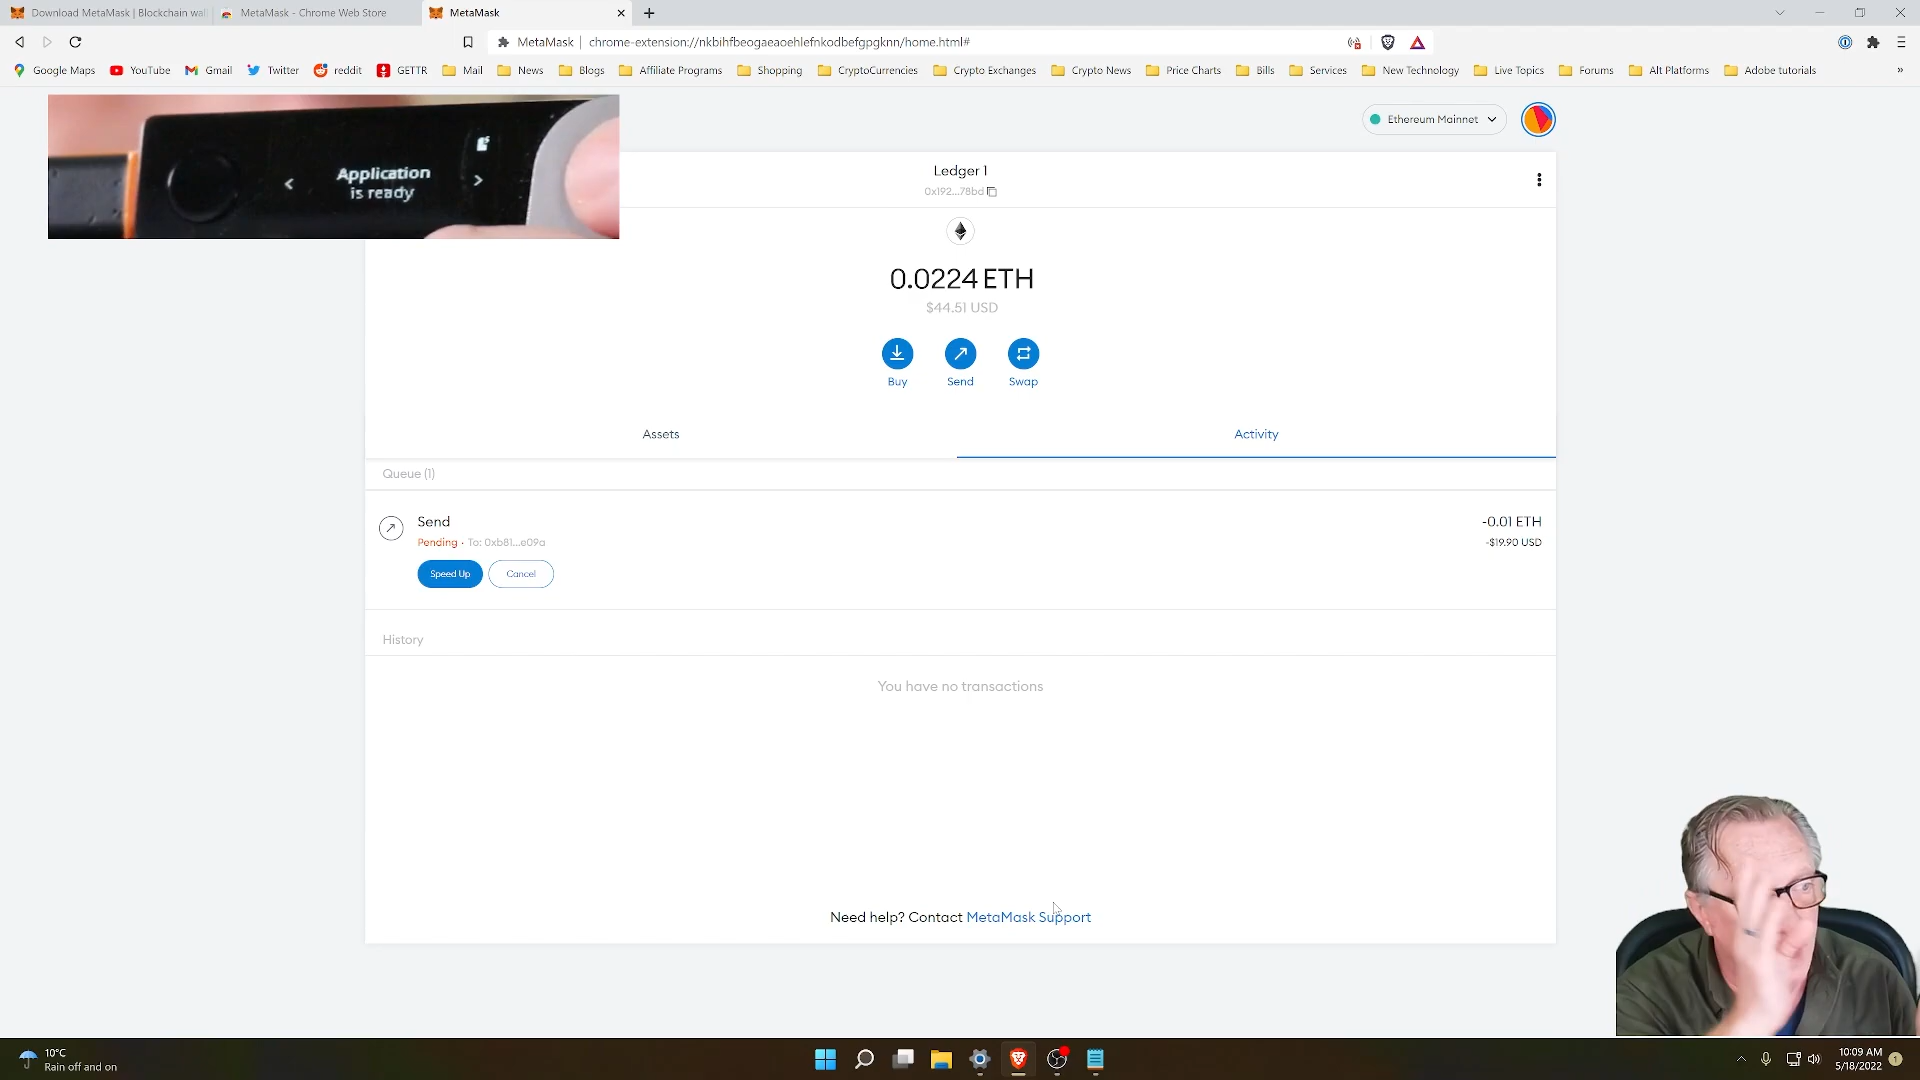 Download MetaMask | Blockchain wal
MetaMask - Chrome Web Store
MetaMask
MetaMask | chrome-extension://nkbihfbeogaeaoehlefnkodbefgpgknn/home.html#
Google Maps YouTube Gmail Twitter reddit GETTR Mail News Blogs Affiliate Programs Shopping CryptoCurrencies Crypto Exchanges Crypto News Price Charts Bills Services New Technology Live Topics Forums Alt Platforms Adobe tutorials »
Application
is ready
Ethereum Mainnet
Ledger 1
0x192...78bd
0.0224 ETH
$44.51 USD
Buy Send Swap
Assets Activity
Queue (1)
Send -0.01 ETH
Pending · To: 0xb81...e09a -$19.90 USD
Speed Up Cancel
History
You have no transactions
Need help? Contact MetaMask Support
10°C
Rain off and on
10:09 AM
5/18/2022
1